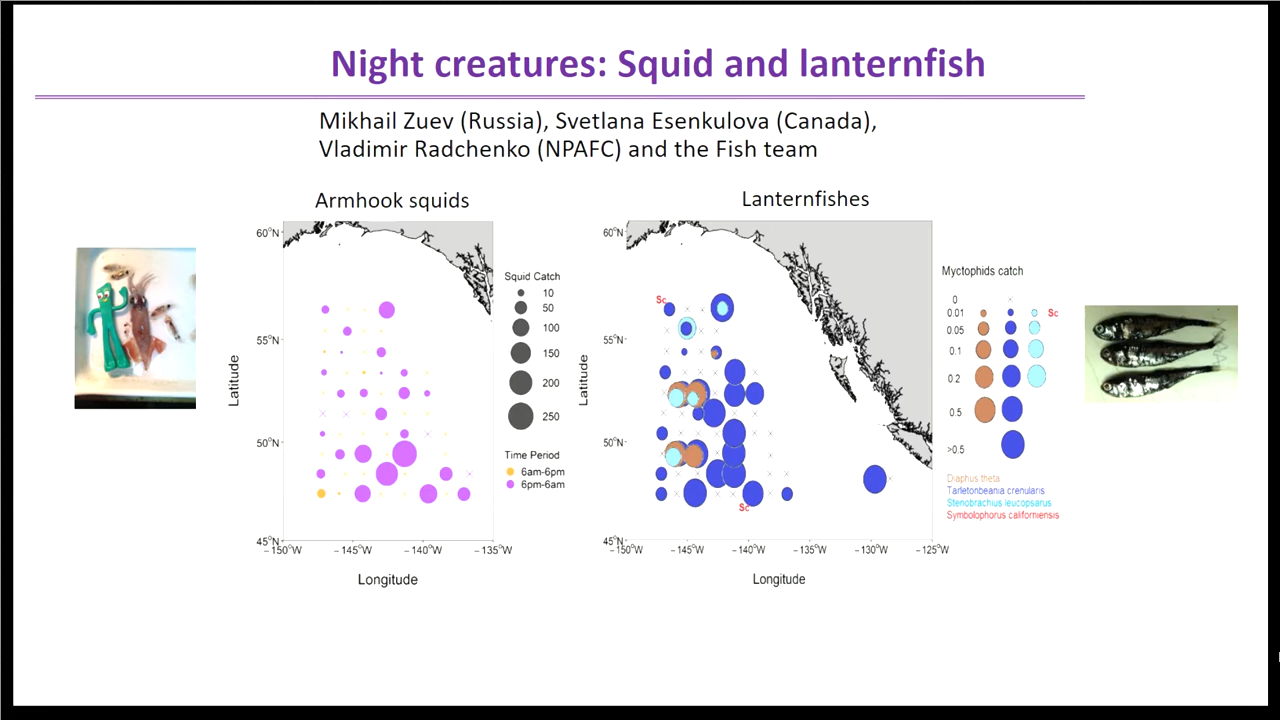 Night creatures: Squid and lanternfish
Mikhail Zuev (Russia), Svetlana Esenkulova (Canada),
Vladimir Radchenko (NPAFC) and the Fish team
Armhook squids
60°N
55°N
50°N
45°N
Latitude
-150°W -145°W -140°W -135°W
Longitude
Squid Catch
10
50
100
150
200
250
Time Period
6am-6pm
6pm-6am
Lanternfishes
60°N
55°N
50°N
45°N
Latitude
Sc
Sc
-150°W -145°W -140°W -135°W -130°W -125°W
Longitude
Myctophids catch
0
0.01 Sc
0.05
0.1
0.2
0.5
>0.5
Diaphus theta
Tarletonbeania crenularis
Stenobrachius leucopsarus
Symbolophorus californiensis